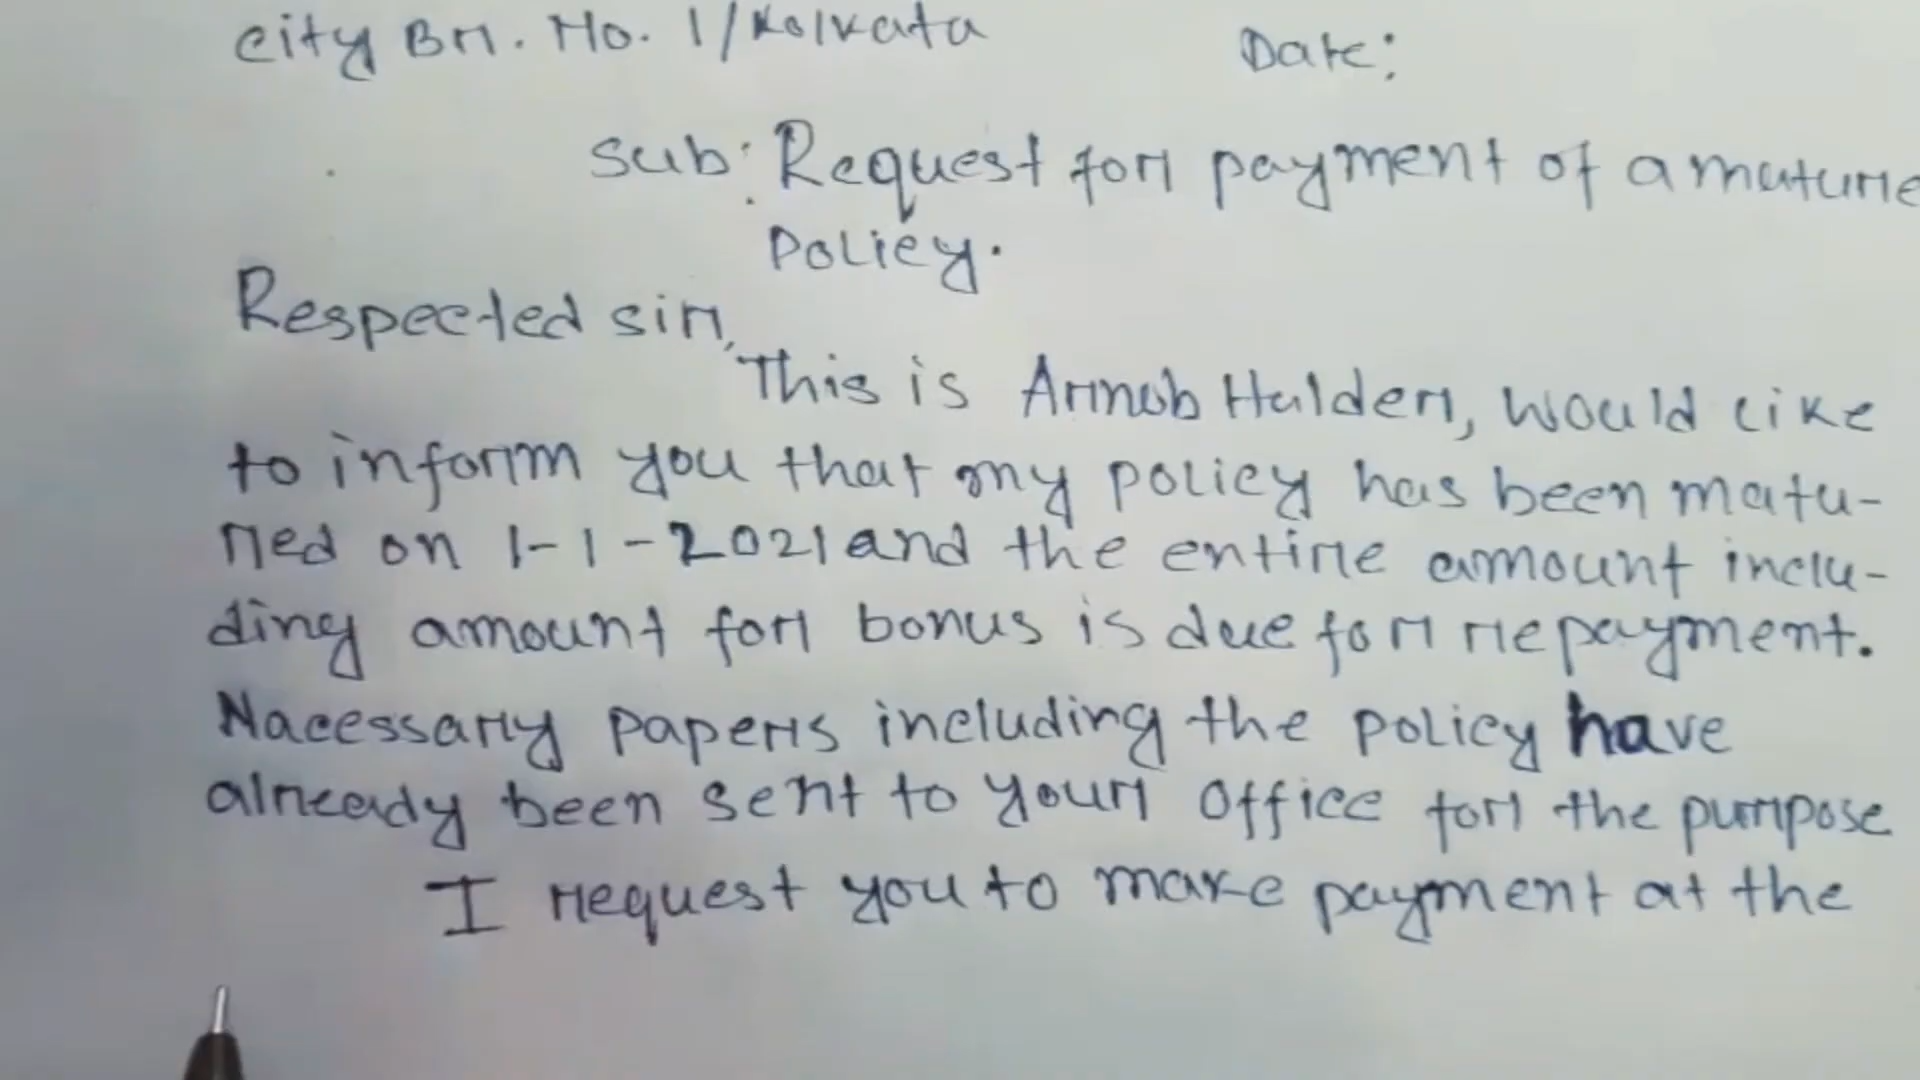 City Br. No. 1/Kolkata
Date:
Sub: Request for payment of a mature
Policy.
Respected sir,
This is Arnab Halder, would like
to inform you that my policy has been matu-
red on 1-1-2021 and the entire amount inclu-
ding amount for bonus is due for repayment.
Nacessary papers including the policy have
already been sent to your office for the purpose
I request you to make payment at the